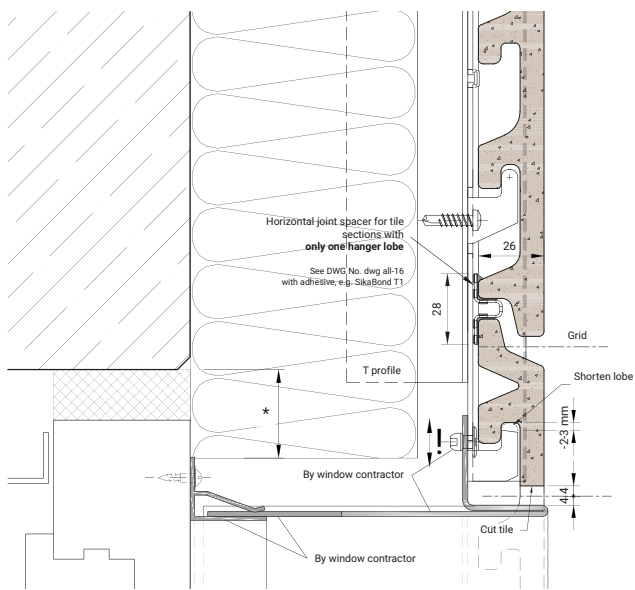 Horizontal joint spacer for tile
sections with
only one hanger lobe
See DWG No. dwg all-16
with adhesive, e.g. SikaBond T1
26
28
Grid
T profile
Shorten lobe
*
!
-2-3 mm
By window contractor
4.4
Cut tile
By window contractor